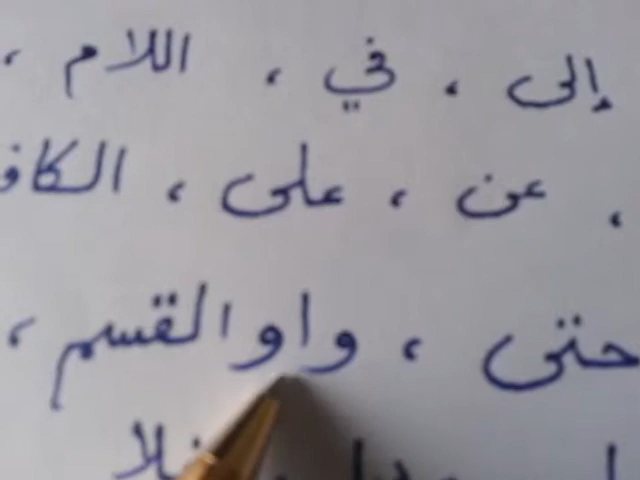 إلى ، في ، اللام ،
، عن ، على ، الكاف
حتى ، واو القسم ،